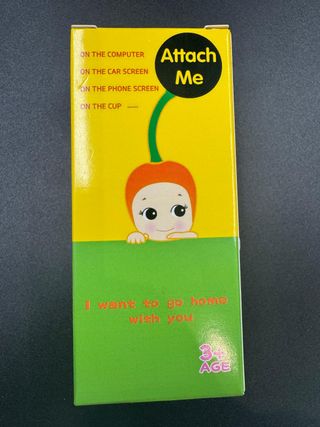 ON THE COMPUTER
ON THE CAR SCREEN
ON THE PHONE SCREEN
ON THE CUP
Attach
Me
I want to go home
with you
3+
AGE